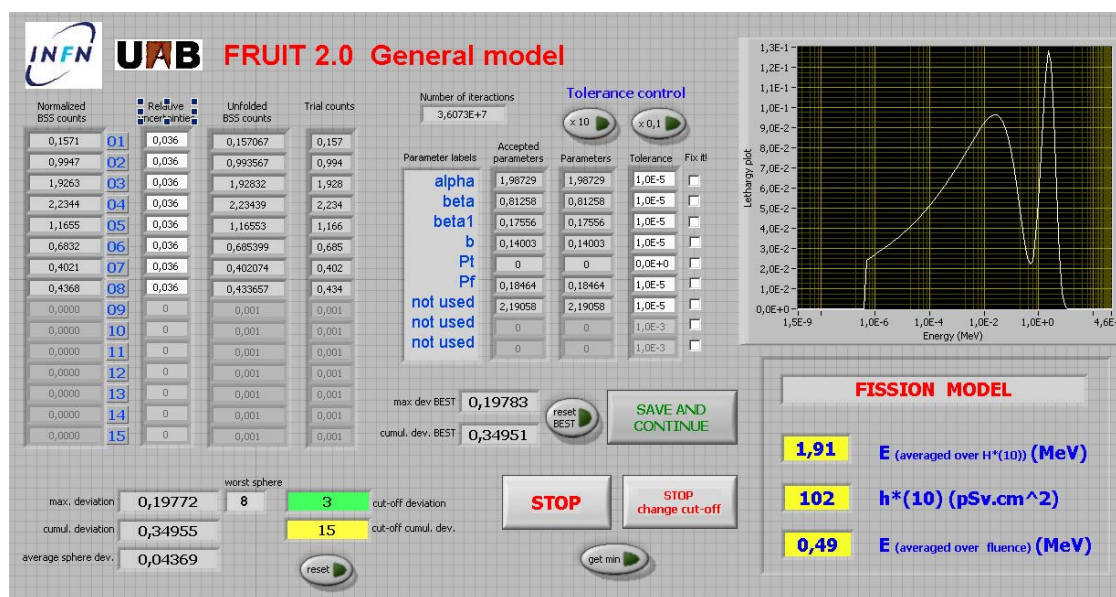 INFN UAB FRUIT 2.0 General model
Normalized BSS counts
Relative uncertainties
Unfolded BSS counts
Trial counts
0,1571 01 0,036 0,157067 0,157
0,9947 02 0,036 0,993567 0,994
1,9263 03 0,036 1,92832 1,928
2,2344 04 0,036 2,23439 2,234
1,1655 05 0,036 1,16553 1,166
0,6832 06 0,036 0,685399 0,685
0,4021 07 0,036 0,402074 0,402
0,4368 08 0,036 0,433657 0,434
0,0000 09 0 0,001 0,001
0,0000 10 0 0,001 0,001
0,0000 11 0 0,001 0,001
0,0000 12 0 0,001 0,001
0,0000 13 0 0,001 0,001
0,0000 14 0 0,001 0,001
0,0000 15 0 0,001 0,001
Number of iteractions
3,6073E+7
Tolerance control
x 10 x 0,1
Parameter labels Accepted parameters Parameters Tolerance Fix it!
alpha 1,98729 1,98729 1,0E-5
beta 0,81258 0,81258 1,0E-5
beta1 0,17556 0,17556 1,0E-5
b 0,14003 0,14003 1,0E-5
Pt 0 0 0,0E+0
Pf 0,18464 0,18464 1,0E-5
not used 2,19058 2,19058 1,0E-5
not used 0 0 1,0E-3
not used 0 0 1,0E-3
max dev BEST 0,19783
cumul. dev. BEST 0,34951
reset BEST
SAVE AND CONTINUE
max. deviation 0,19772
worst sphere
8
3 cut-off deviation
cumul. deviation 0,34955
15 cut-off cumul. dev.
average sphere dev. 0,04369
reset
STOP
STOP change cut-off
get min
Lethargy plot
1,3E-1
1,2E-1
1,1E-1
1,0E-1
9,0E-2
8,0E-2
7,0E-2
6,0E-2
5,0E-2
4,0E-2
3,0E-2
2,0E-2
1,0E-2
0,0E+0
1,5E-9 1,0E-6 1,0E-4 1,0E-2 1,0E+0 4,6E-
Energy (MeV)
FISSION MODEL
1,91 E (averaged over H*(10)) (MeV)
102 h*(10) (pSv.cm^2)
0,49 E (averaged over fluence) (MeV)